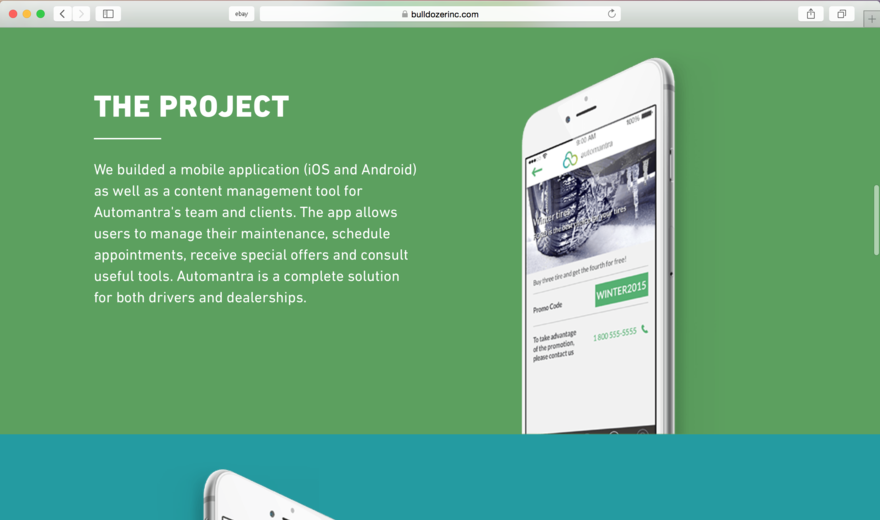 ebay
bulldozerinc.com
THE PROJECT
We builded a mobile application (iOS and Android)
as well as a content management tool for
Automantra's team and clients. The app allows
users to manage their maintenance, schedule
appointments, receive special offers and consult
useful tools. Automantra is a complete solution
for both drivers and dealerships.
100%
automantra
Winter tires
is the
your tires
Buy three tire and get the fourth for free!
Promo Code
WINTER2015
To take advantage
of the promotion,
please contact us
1 800 555-5555